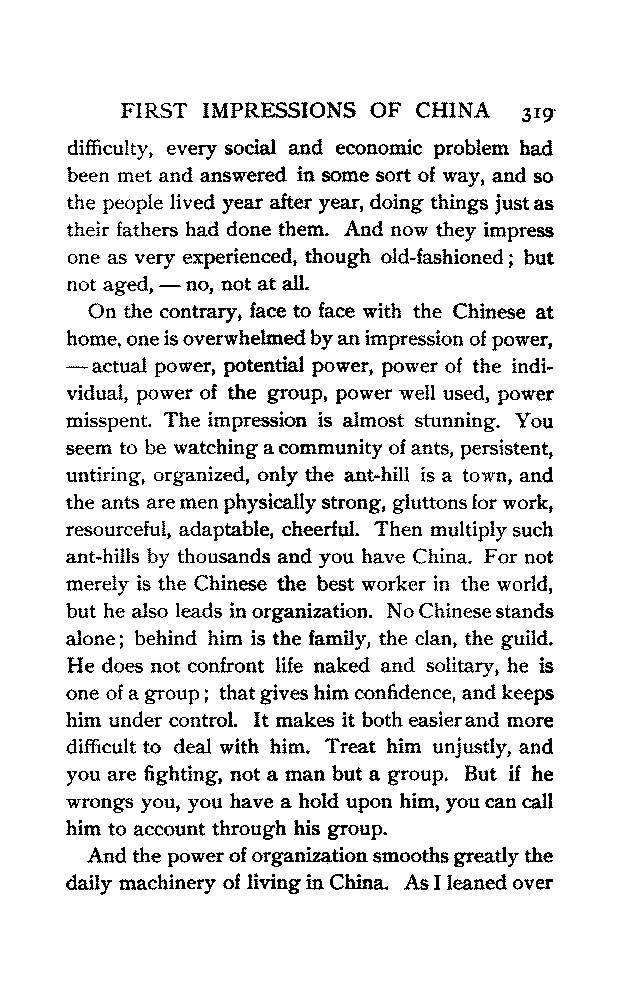 FIRST IMPRESSIONS OF CHINA 319
difficulty, every social and economic problem had
been met and answered in some sort of way, and so
the people lived year after year, doing things just as
their fathers had done them. And now they impress
one as very experienced, though old-fashioned; but
not aged, — no, not at all.
On the contrary, face to face with the Chinese at
home, one is overwhelmed by an impression of power,
— actual power, potential power, power of the indi-
vidual, power of the group, power well used, power
misspent. The impression is almost stunning. You
seem to be watching a community of ants, persistent,
untiring, organized, only the ant-hill is a town, and
the ants are men physically strong, gluttons for work,
resourceful, adaptable, cheerful. Then multiply such
ant-hills by thousands and you have China. For not
merely is the Chinese the best worker in the world,
but he also leads in organization. No Chinese stands
alone; behind him is the family, the clan, the guild.
He does not confront life naked and solitary, he is
one of a group; that gives him confidence, and keeps
him under control. It makes it both easier and more
difficult to deal with him. Treat him unjustly, and
you are fighting, not a man but a group. But if he
wrongs you, you have a hold upon him, you can call
him to account through his group.
And the power of organization smooths greatly the
daily machinery of living in China. As I leaned over